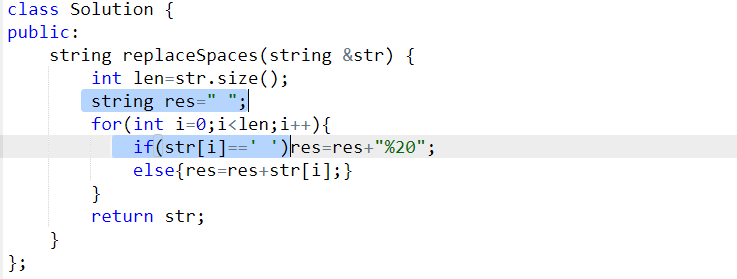 class Solution {
public:
    string replaceSpaces(string &str) {
        int len=str.size();
        string res=" ";
        for(int i=0;i<len;i++){
            if(str[i]==' ')res=res+"%20";
            else{res=res+str[i];}
        }
        return str;
    }
};